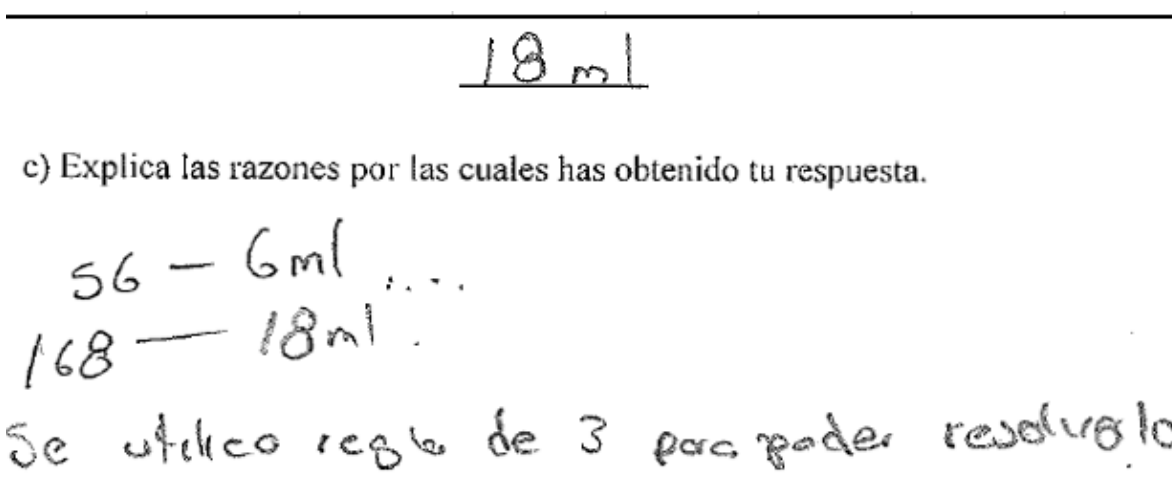 18 ml
c) Explica las razones por las cuales has obtenido tu respuesta.
56 — 6ml ....
168 — 18ml.
Se utilico regla de 3 para poder resolverlo